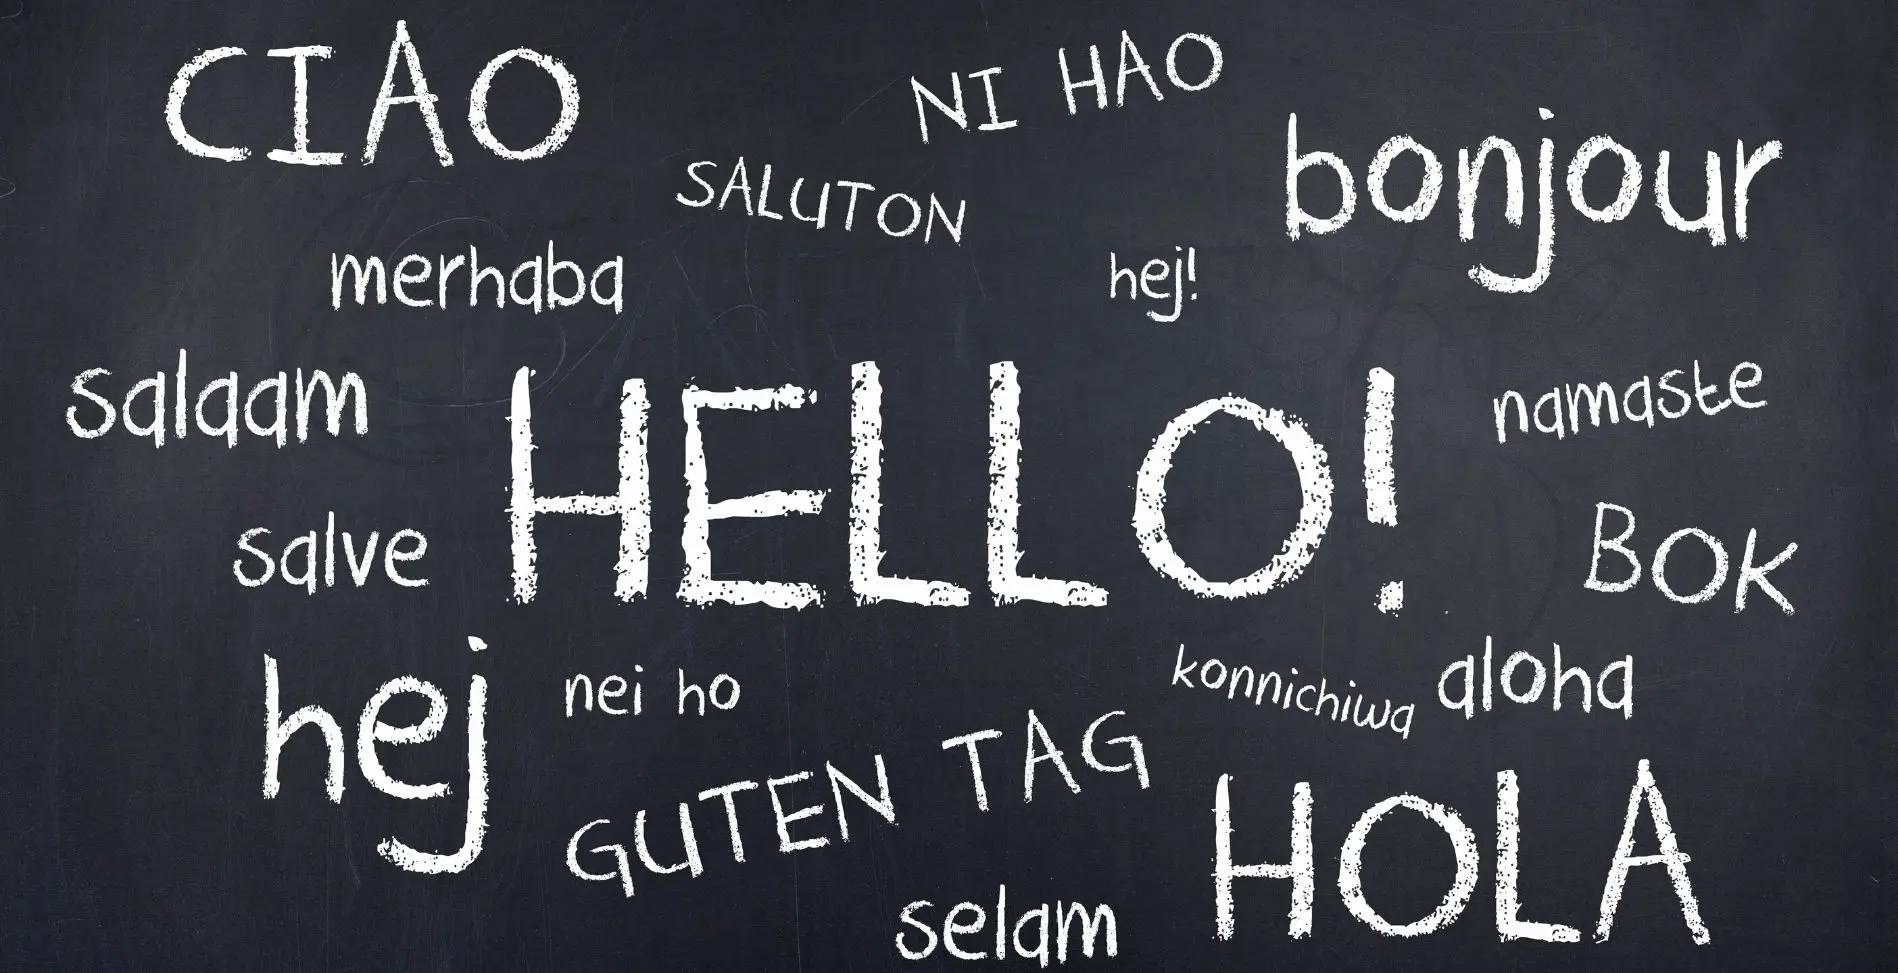 CIAO
NI HAO
bonjour
SALUTON
merhaba
hej!
salaam
HELLO!
namaste
salve
BOK
hej
nei ho
konnichiwa
aloha
GUTEN TAG
HOLA
selam